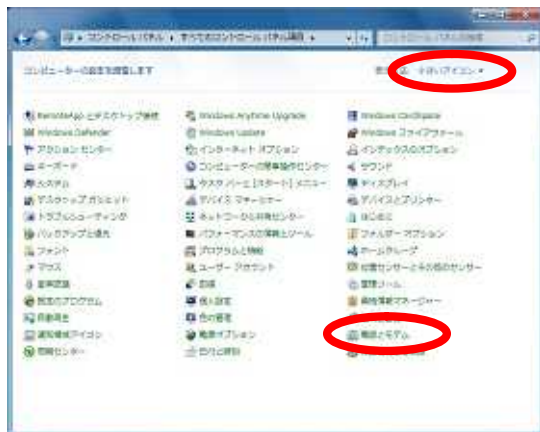 コントロール パネル ▸ すべてのコントロール パネル項目 ▸
コンピューターの設定を調整します
小さいアイコン ▾
RemoteApp とデスクトップ接続
Windows Anytime Upgrade
Windows CardSpace
Windows Defender
Windows Update
Windows ファイアウォール
アクション センター
インターネット オプション
インデックスのオプション
キーボード
コンピューターの簡単操作センター
サウンド
システム
タスク バーと [スタート] メニュー
ディスプレイ
デスクトップ ガジェット
デバイス マネージャー
デバイスとプリンター
トラブルシューティング
ネットワークと共有センター
はじめに
バックアップと復元
パフォーマンスの情報とツール
フォルダー オプション
フォント
プログラムと機能
ホームグループ
マウス
ユーザー アカウント
位置センサーとその他のセンサー
音声認識
回復
管理ツール
既定のプログラム
個人設定
資格情報マネージャー
自動再生
色の管理
通知領域アイコン
電源オプション
電話とモデム
同期センター
日付と時刻